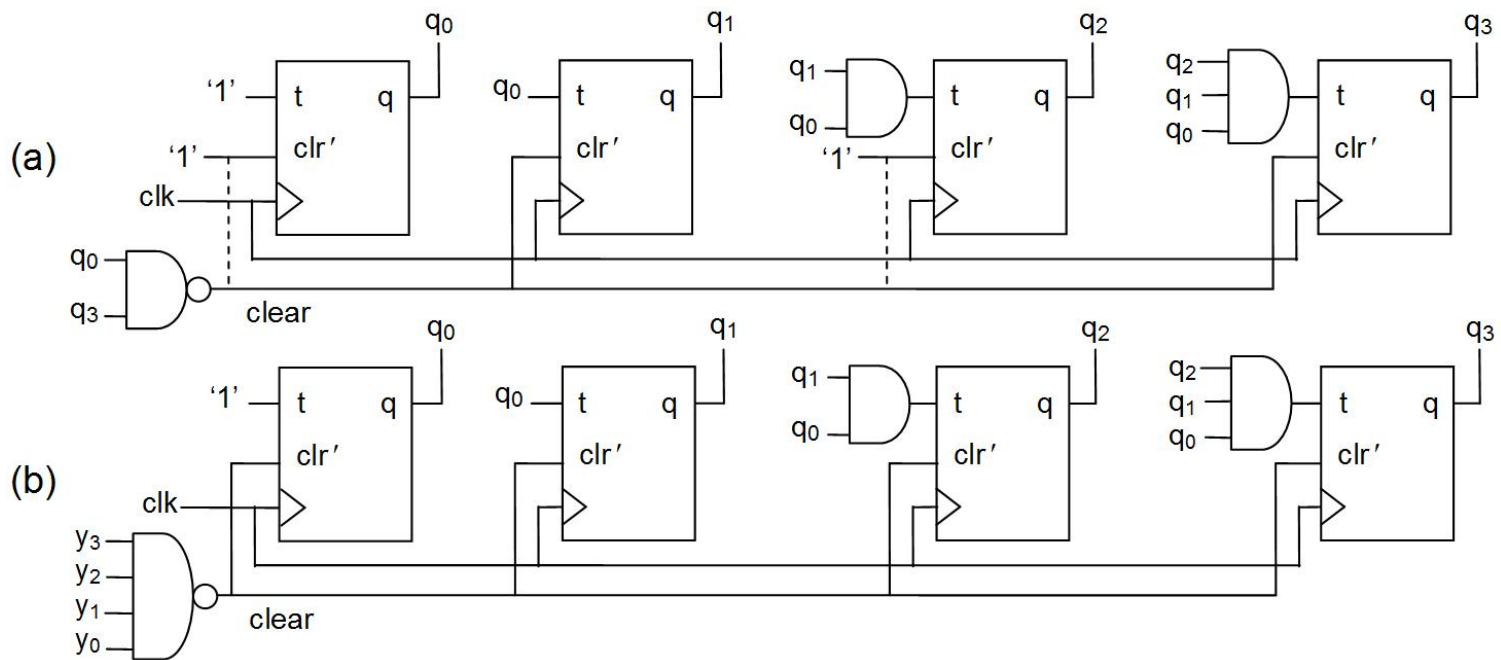 (a)
q0 q1 q2 q3
'1' t q
'1' clr′
clk
q0 t q
clr′
q1
q0
t q
'1' clr′
q2
q1
q0
t q
clr′
q0
q3
clear
(b)
q0 q1 q2 q3
'1' t q
clr′
clk
q0 t q
clr′
q1
q0
t q
clr′
q2
q1
q0
t q
clr′
y3
y2
y1
y0
clear